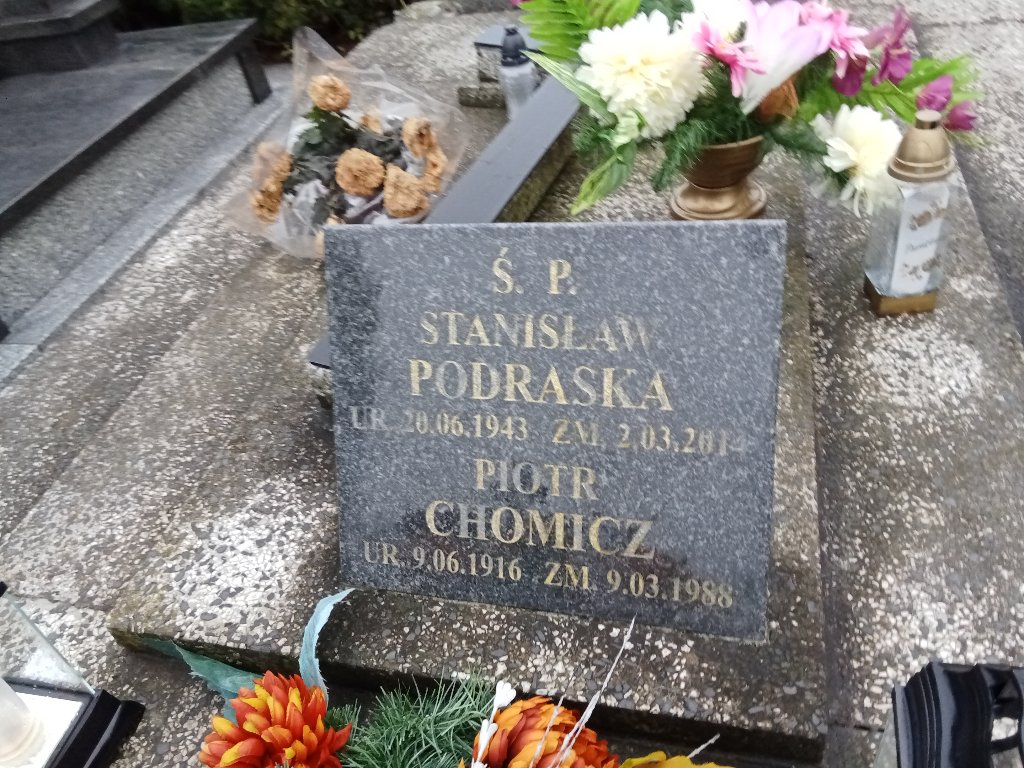 Ś. P.
STANISŁAW
PODRASKA
UR. 20.06.1943 ZM. 2.03.2014
PIOTR
CHOMICZ
UR. 9.06.1916 ZM. 9.03.1988